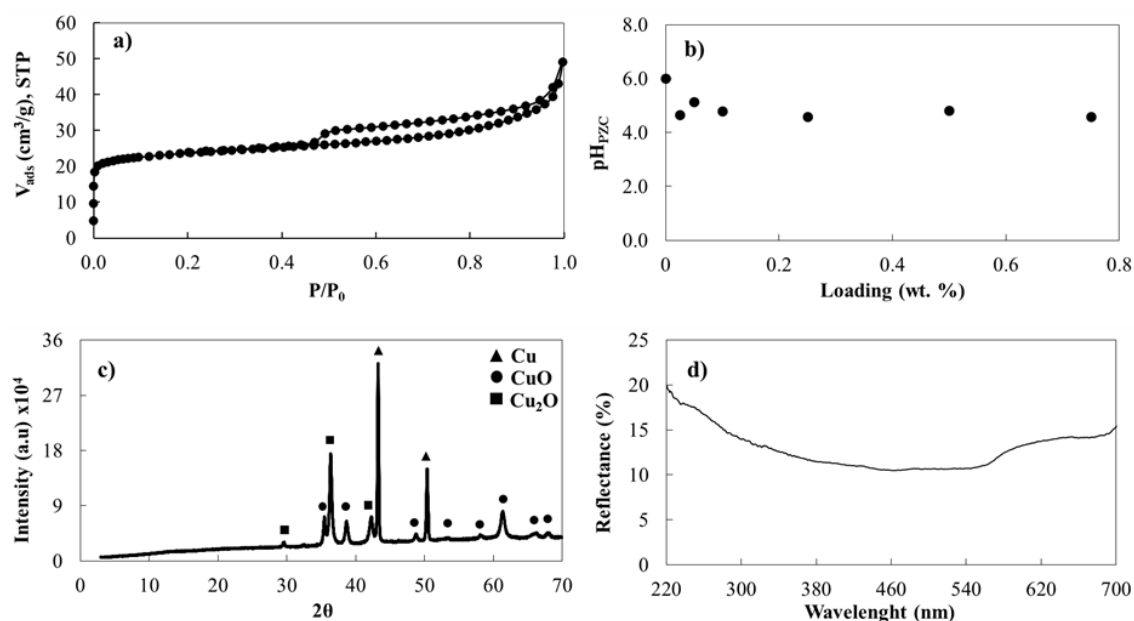 a)
60
50
40
30
20
10
0
V_ads (cm³/g), STP
0.0 0.2 0.4 0.6 0.8 1.0
P/P₀
b)
8.0
6.0
4.0
2.0
0.0
pH_PZC
0 0.2 0.4 0.6 0.8
Loading (wt. %)
c)
36
27
18
9
0
Intensity (a.u) x10⁴
Cu
CuO
Cu₂O
0 10 20 30 40 50 60 70
2θ
d)
25
20
15
10
5
0
Reflectance (%)
220 300 380 460 540 620 700
Wavelenght (nm)